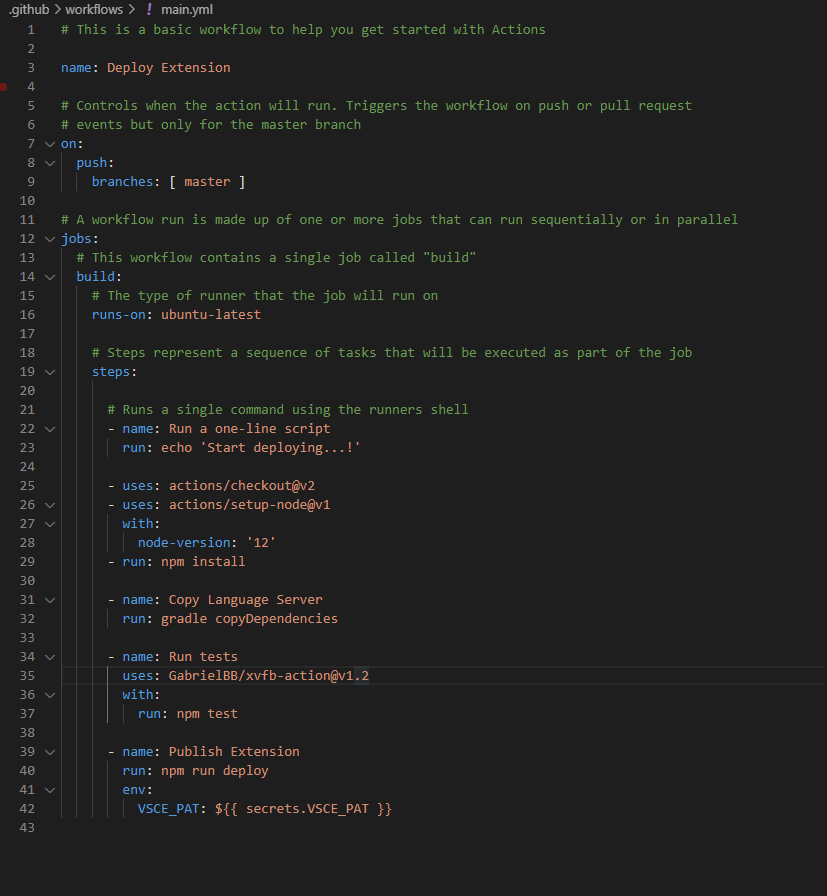 .github > workflows > ! main.yml
1 # This is a basic workflow to help you get started with Actions
2
3 name: Deploy Extension
4
5 # Controls when the action will run. Triggers the workflow on push or pull request
6 # events but only for the master branch
7 on:
8 push:
9 branches: [ master ]
10
11 # A workflow run is made up of one or more jobs that can run sequentially or in parallel
12 jobs:
13 # This workflow contains a single job called "build"
14 build:
15 # The type of runner that the job will run on
16 runs-on: ubuntu-latest
17
18 # Steps represent a sequence of tasks that will be executed as part of the job
19 steps:
20
21 # Runs a single command using the runners shell
22 - name: Run a one-line script
23 run: echo 'Start deploying...!'
24
25 - uses: actions/checkout@v2
26 - uses: actions/setup-node@v1
27 with:
28 node-version: '12'
29 - run: npm install
30
31 - name: Copy Language Server
32 run: gradle copyDependencies
33
34 - name: Run tests
35 uses: GabrielBB/xvfb-action@v1.2
36 with:
37 run: npm test
38
39 - name: Publish Extension
40 run: npm run deploy
41 env:
42 VSCE_PAT: ${{ secrets.VSCE_PAT }}
43